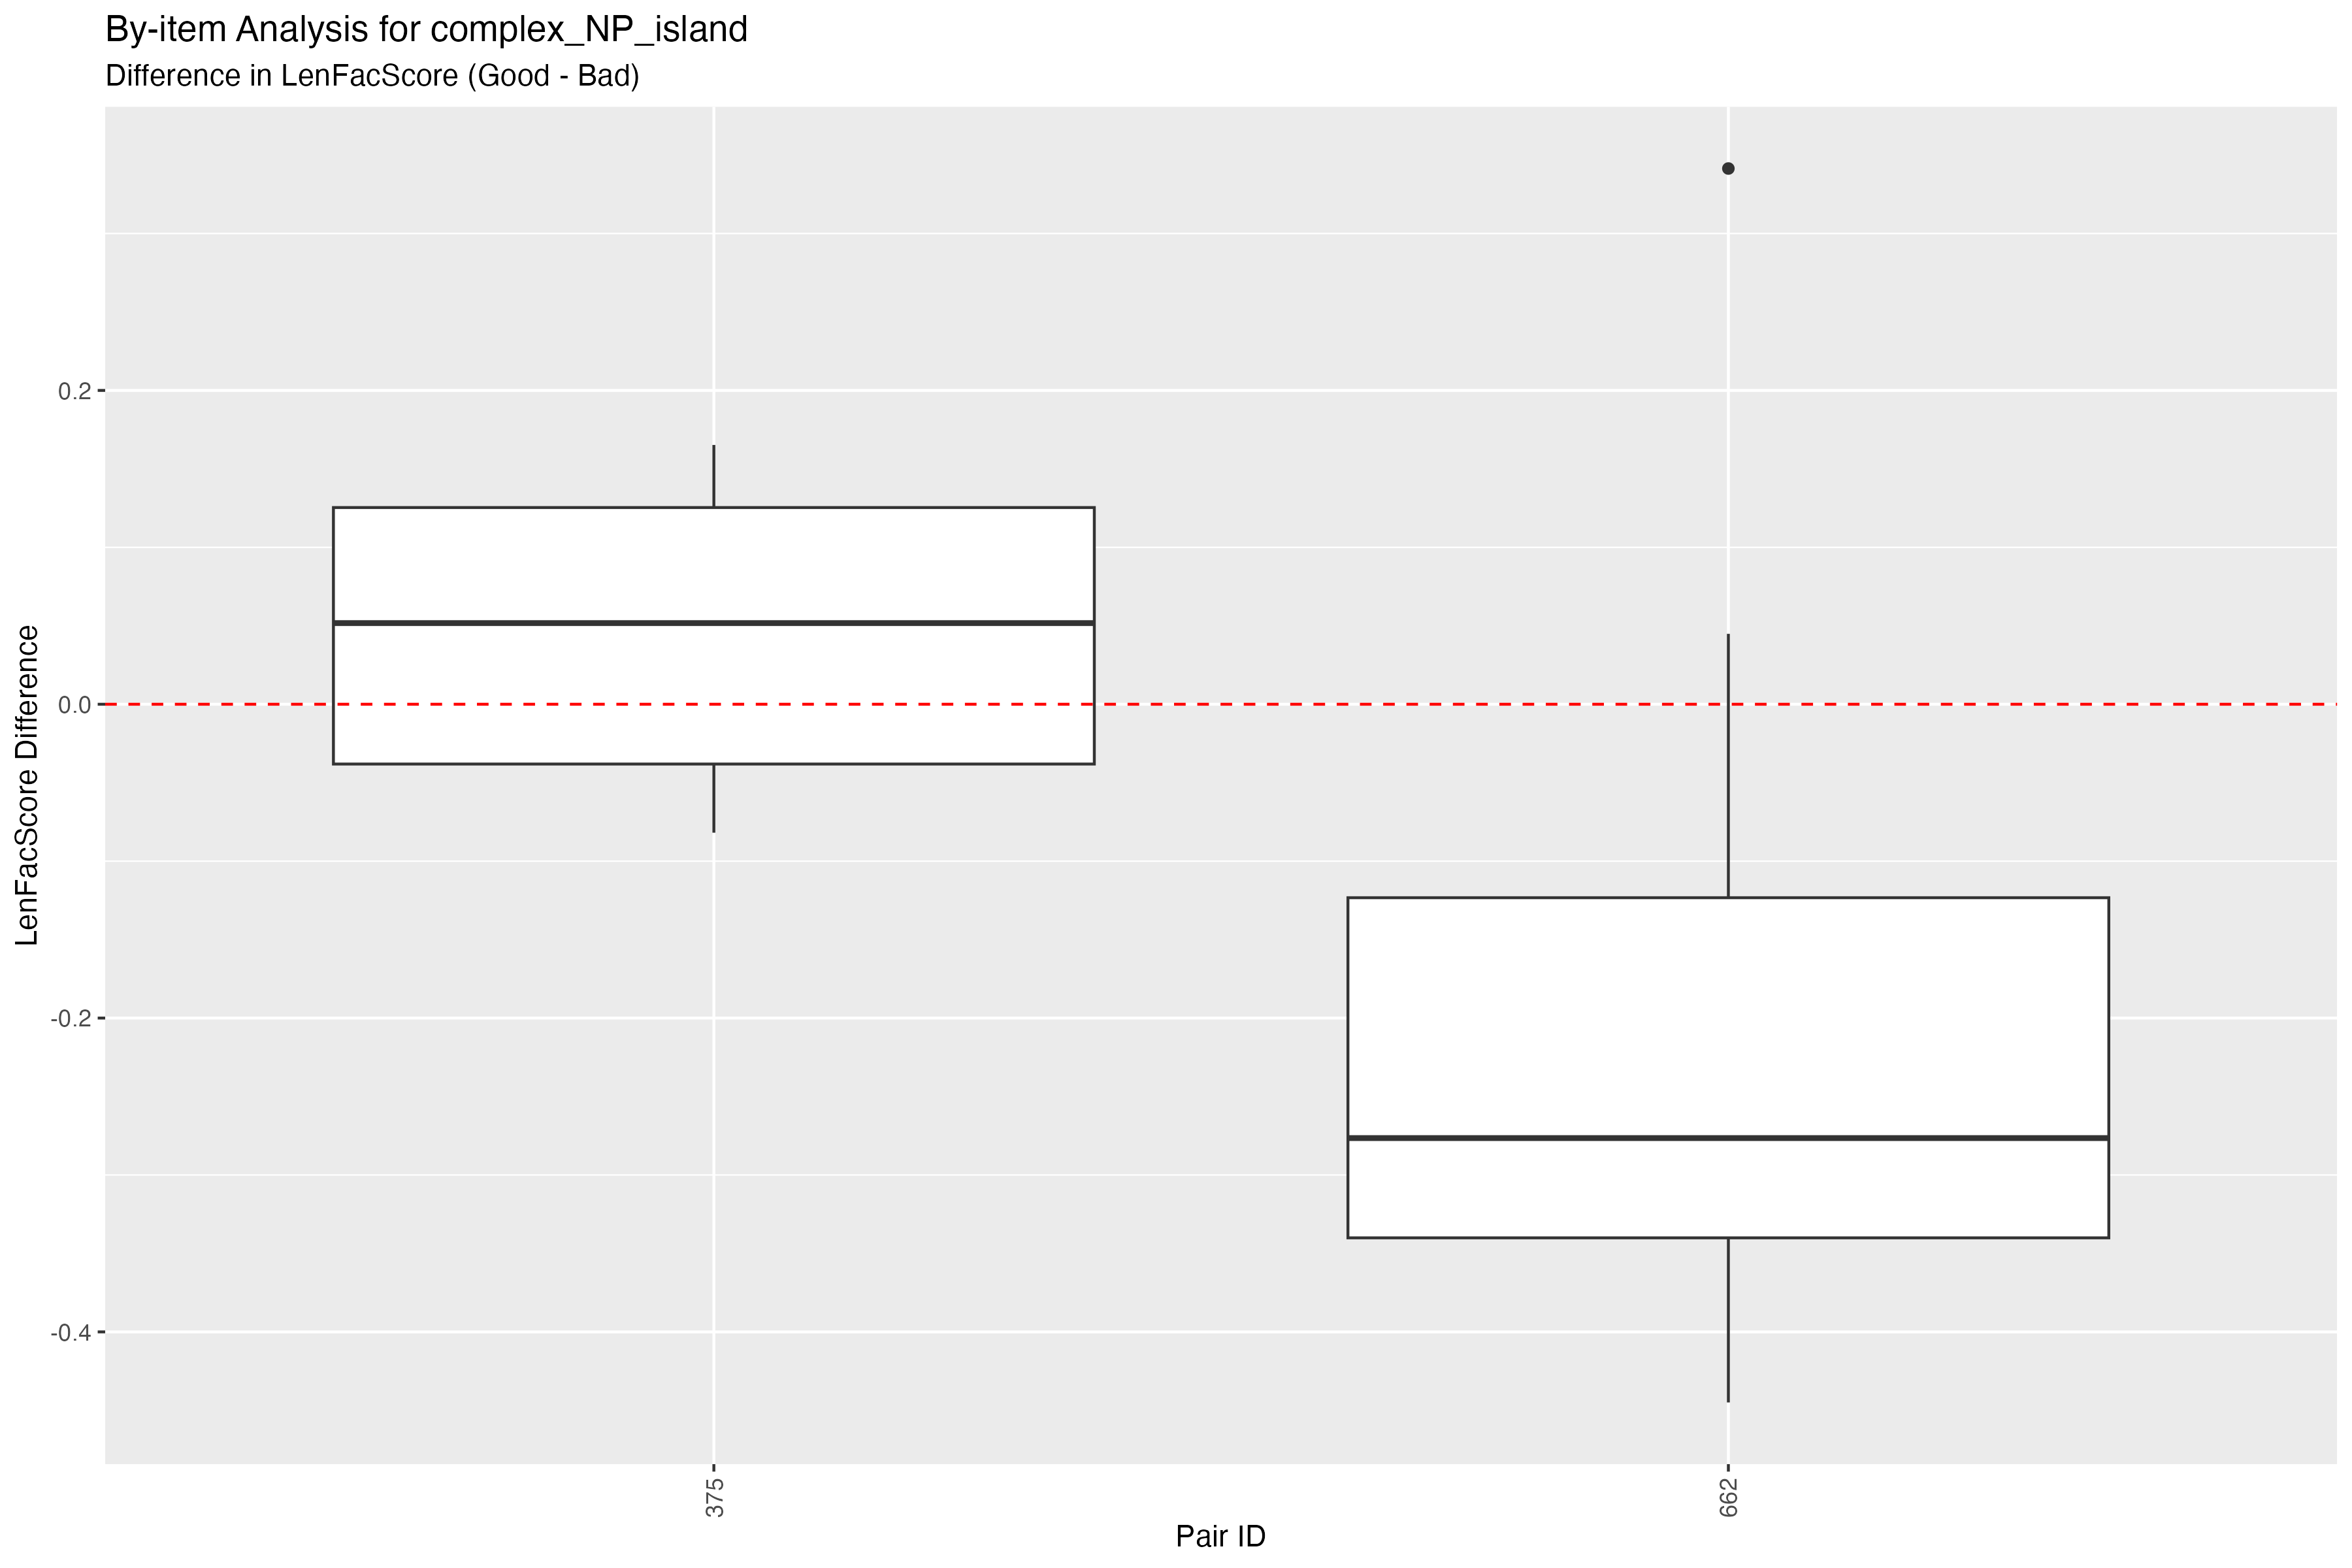 By-item Analysis for complex_NP_island
Difference in LenFacScore (Good - Bad)
LenFacScore Difference
0.2
0.0
-0.2
-0.4
375
662
Pair ID